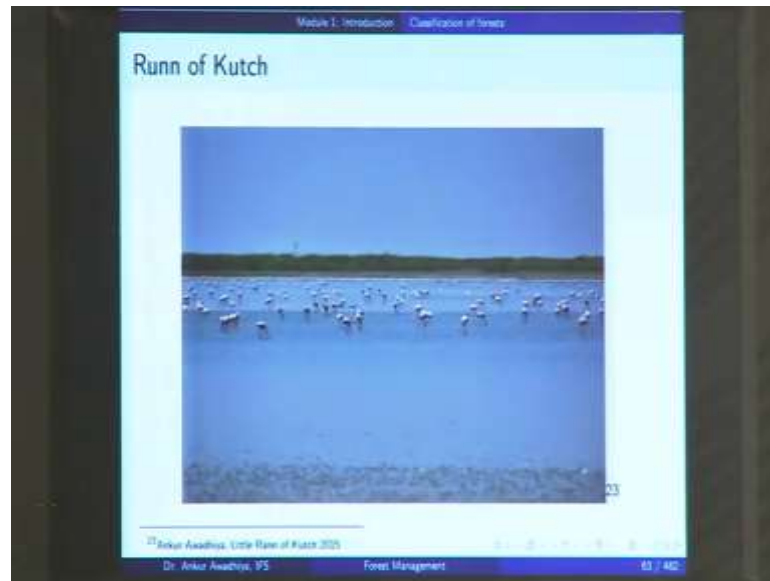 Module 1: Introduction Classification of forests
Runn of Kutch
23
23 Ankur Awadhiya, Little Rann of Kutch 2015
Dr. Ankur Awadhiya, IFS Forest Management 63 / 462